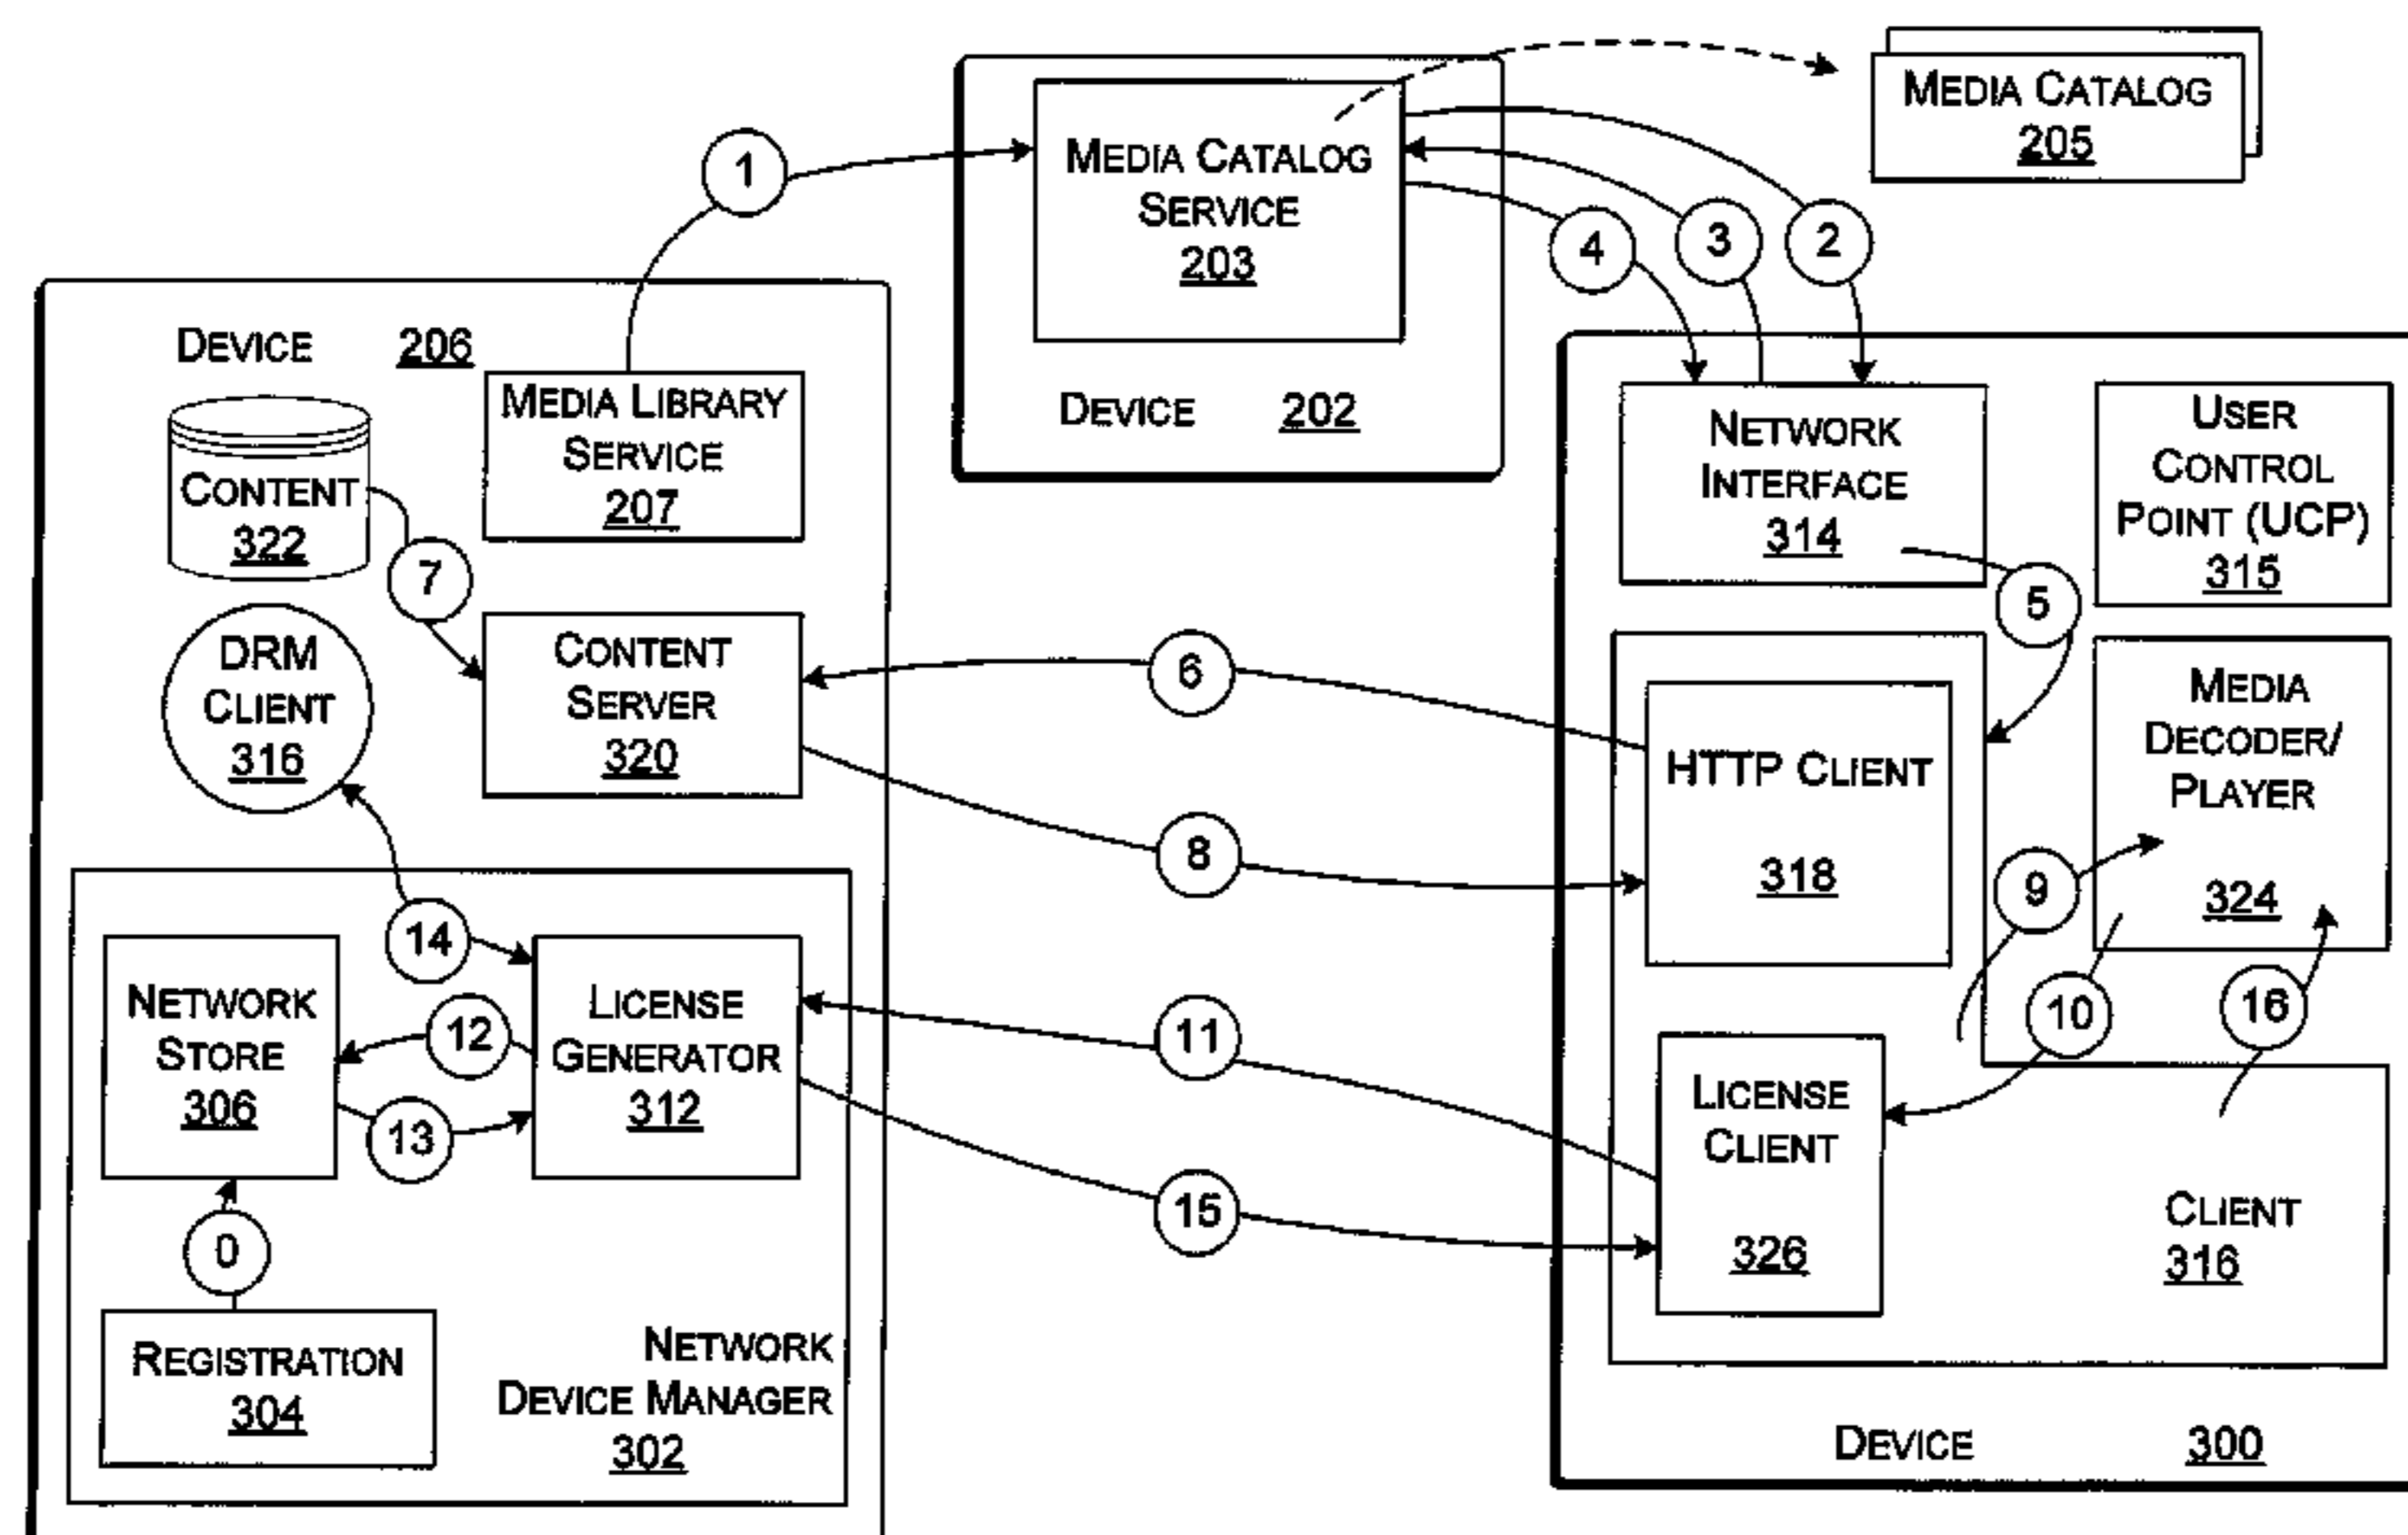 MEDIA CATALOG
205
1
MEDIA CATALOG
SERVICE
203
4
3
2
DEVICE 202
DEVICE 206
MEDIA LIBRARY
SERVICE
207
CONTENT
322
7
DRM
CLIENT
316
CONTENT
SERVER
320
14
NETWORK
STORE
306
12
13
LICENSE
GENERATOR
312
0
REGISTRATION
304
NETWORK
DEVICE MANAGER
302
6
8
11
15
NETWORK
INTERFACE
314
USER
CONTROL
POINT (UCP)
315
5
HTTP CLIENT
318
MEDIA
DECODER/
PLAYER
324
9
10
16
LICENSE
CLIENT
326
CLIENT
316
DEVICE 300